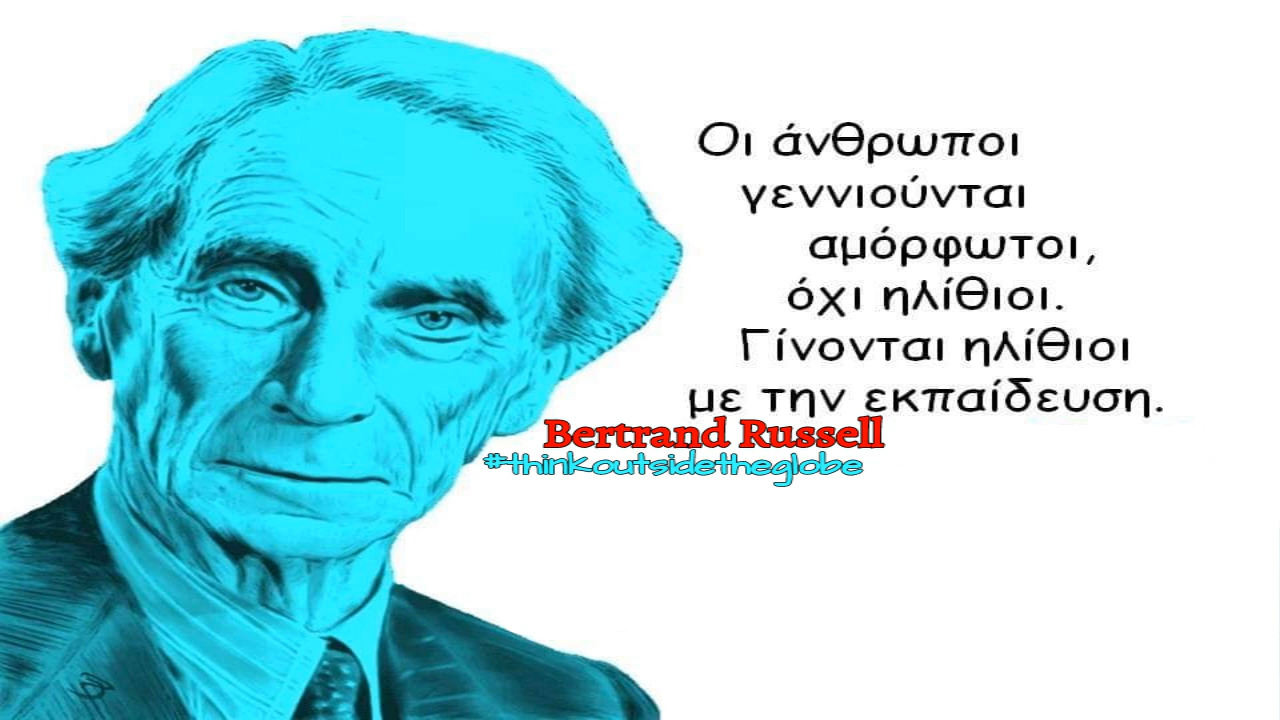 Οι άνθρωποι
γεννιούνται
αμόρφωτοι,
όχι ηλίθιοι.
Γίνονται ηλίθιοι
με την εκπαίδευση.
Bertrand Russell
#thinkoutsidetheglobe